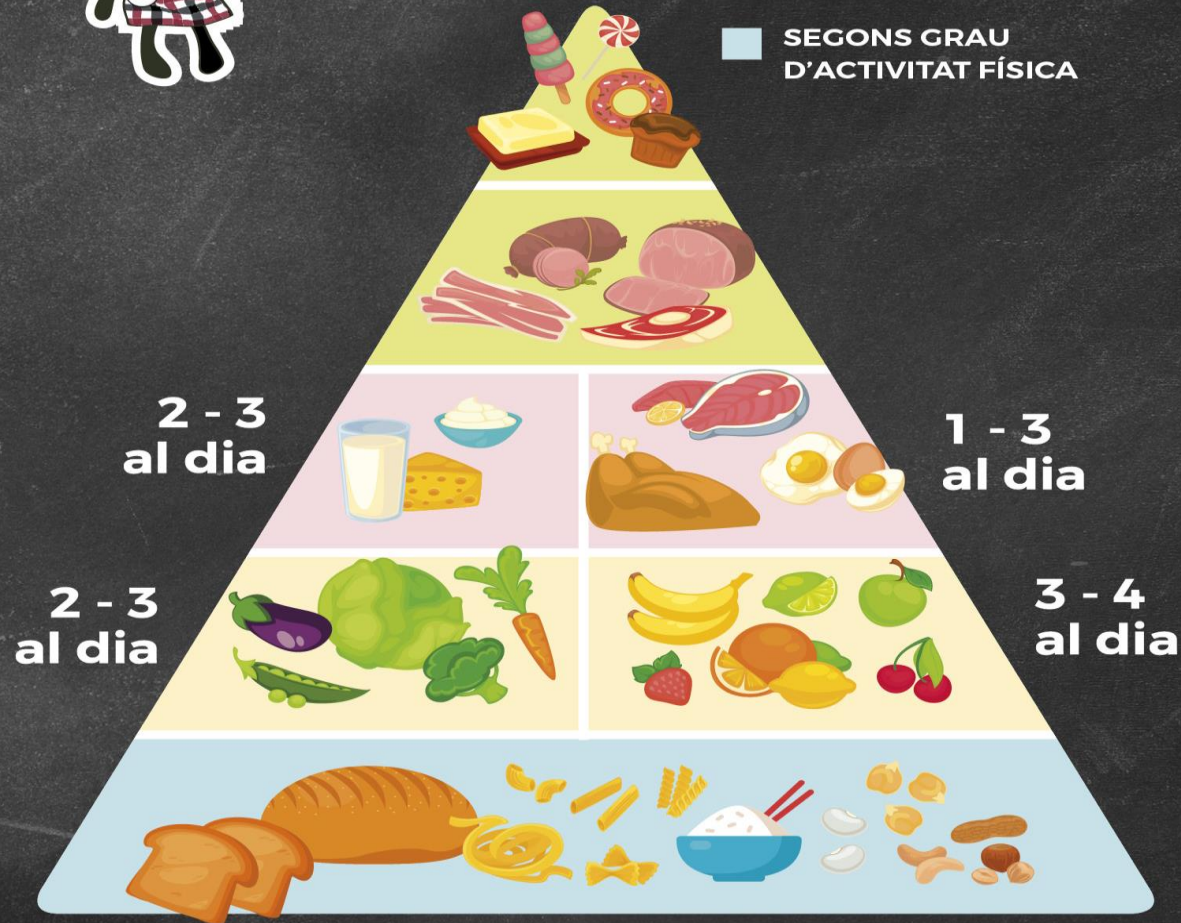 SEGONS GRAU
D'ACTIVITAT FÍSICA
2 - 3
al dia
1 - 3
al dia
2 - 3
al dia
3 - 4
al dia